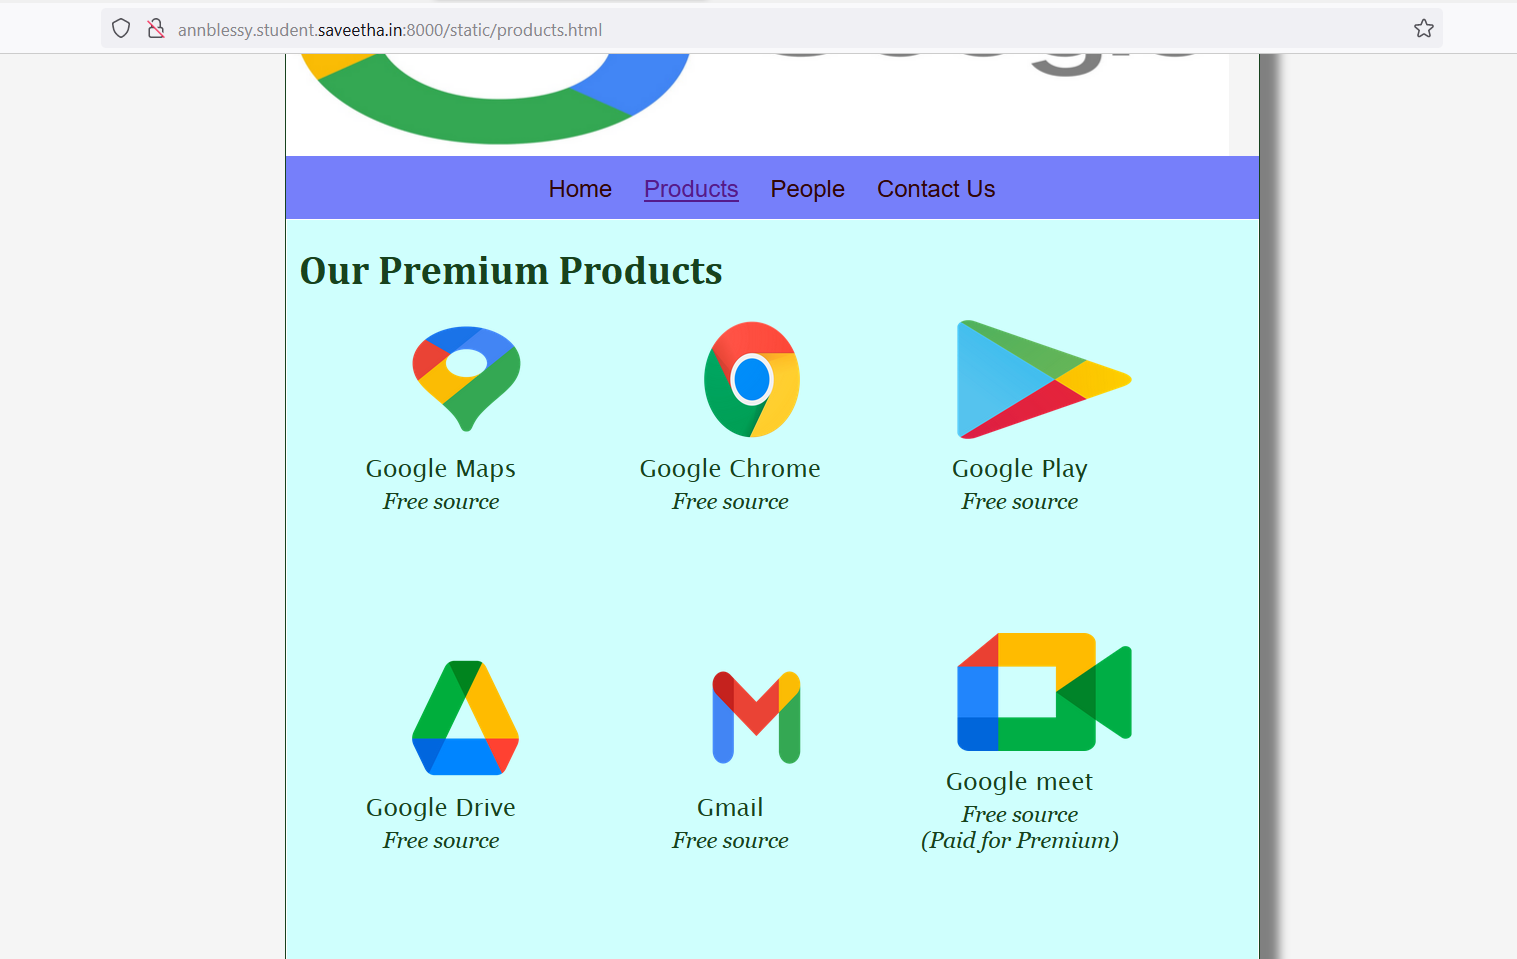 annblessy.student.saveetha.in:8000/static/products.html
Home Products People Contact Us
Our Premium Products
Google Maps Google Chrome Google Play
Free source Free source Free source
Google meet
Free source
(Paid for Premium)
Google Drive Gmail
Free source Free source